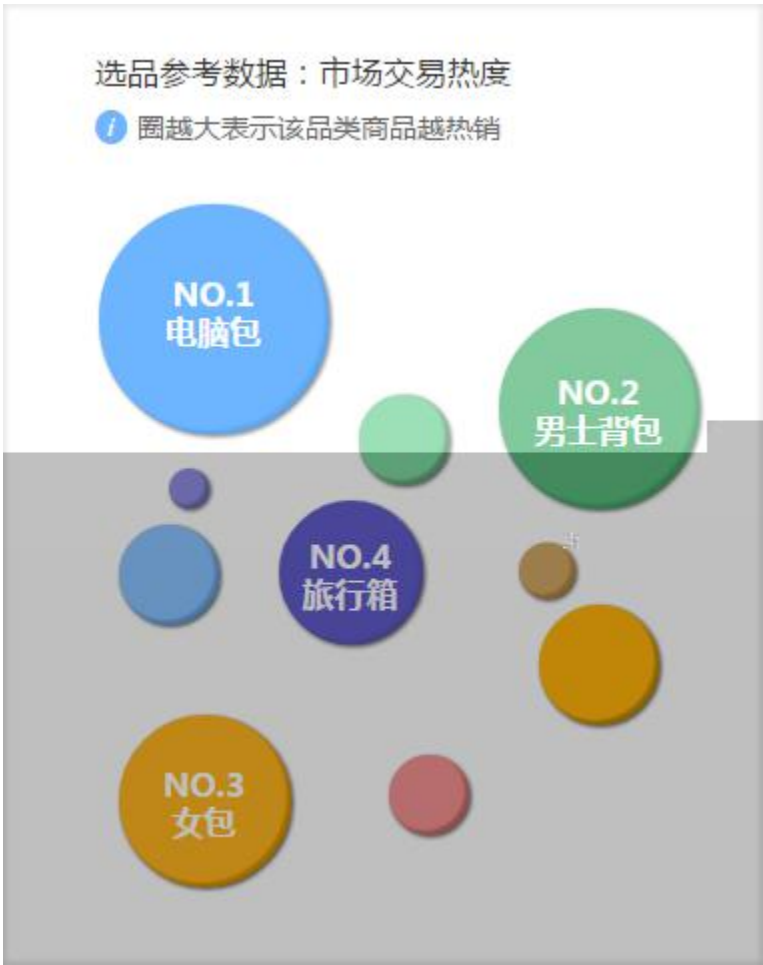 选品参考数据：市场交易热度
i 圈越大表示该品类商品越热销
NO.1
电脑包
NO.2
男士背包
NO.4
旅行箱
NO.3
女包